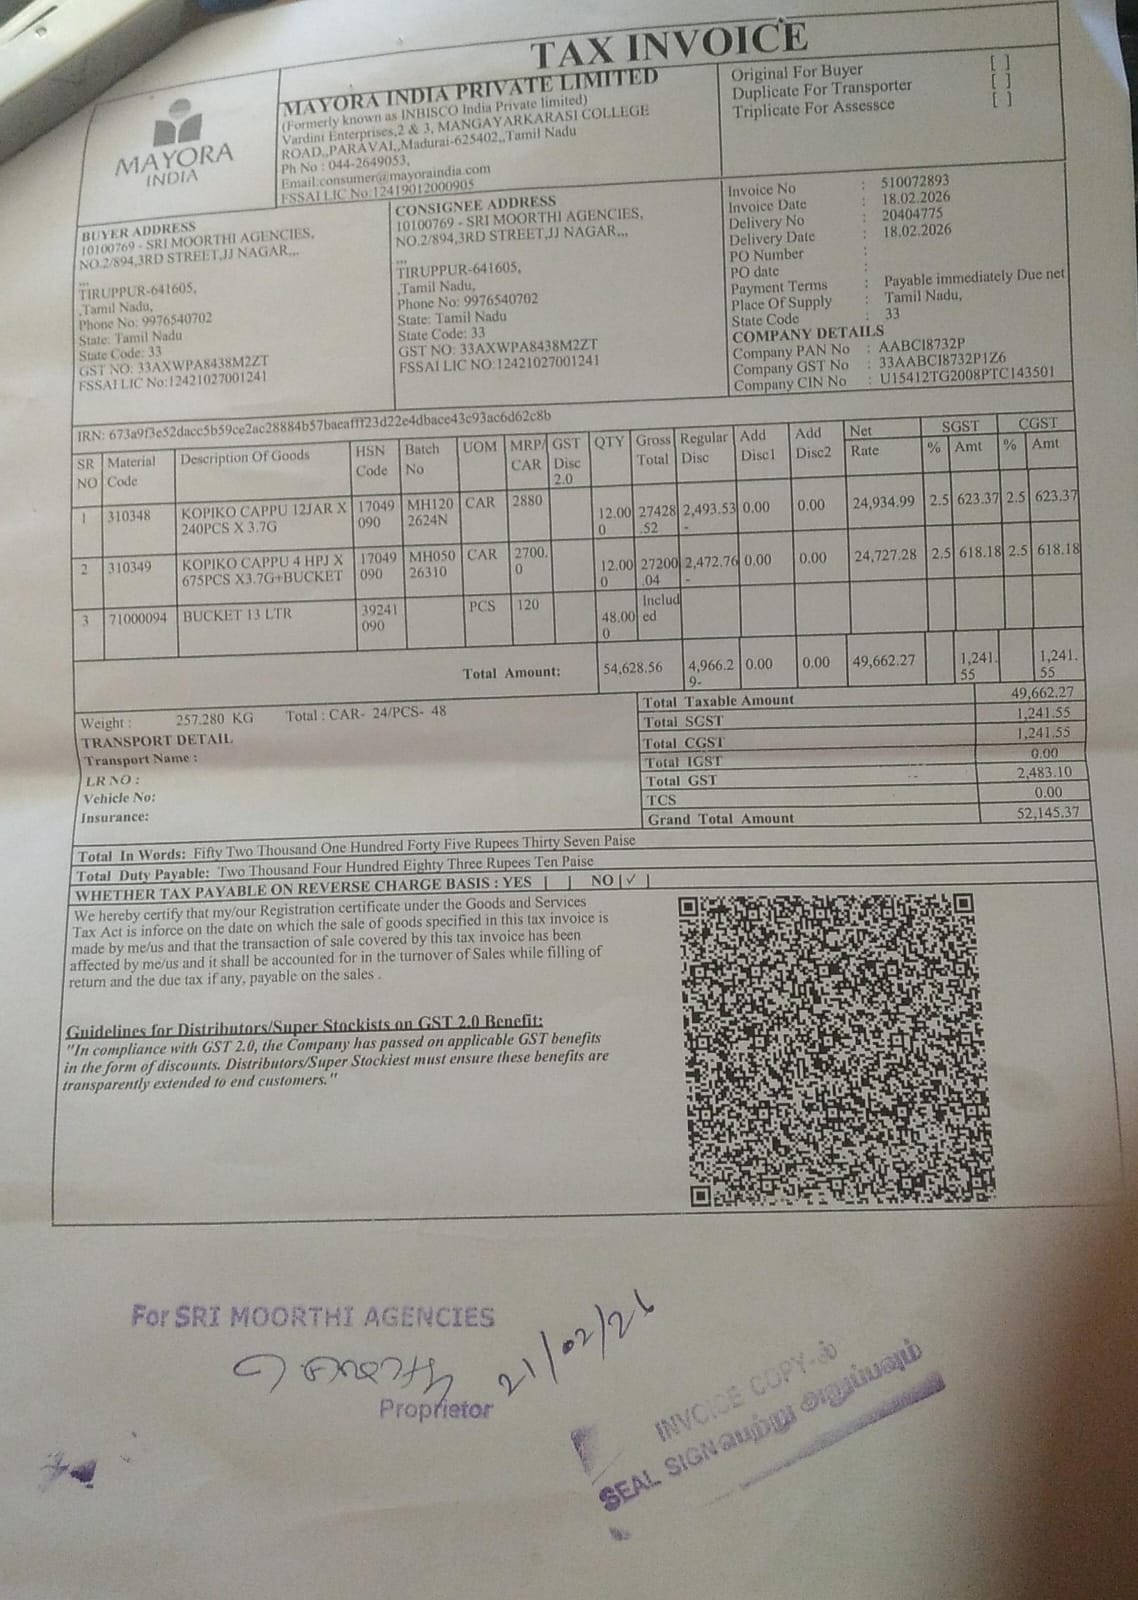 TAX INVOICE
MAYORA
INDIA
MAYORA INDIA PRIVATE LIMITED
(Formerly known as INBISCO India Private limited)
Vardini Enterprises,2 & 3, MANGAYARKARASI COLLEGE
ROAD,,PARAVAI,,Madurai-625402,,Tamil Nadu
Ph No : 044-2649053,
Email:consumer@mayoraindia.com
FSSAI LIC No:12419012000905
Original For Buyer [ ]
Duplicate For Transporter [ ]
Triplicate For Assessce [ ]
BUYER ADDRESS
10100769 - SRI MOORTHI AGENCIES,
NO.2/894,3RD STREET,JJ NAGAR,,,
,,,
TIRUPPUR-641605,
,Tamil Nadu,
Phone No: 9976540702
State: Tamil Nadu
State Code: 33
GST NO: 33AXWPA8438M2ZT
FSSAI LIC No:12421027001241
CONSIGNEE ADDRESS
10100769 - SRI MOORTHI AGENCIES,
NO.2/894,3RD STREET,JJ NAGAR,,,
,,,
TIRUPPUR-641605,
,Tamil Nadu,
Phone No: 9976540702
State: Tamil Nadu
State Code: 33
GST NO: 33AXWPA8438M2ZT
FSSAI LIC NO:12421027001241
Invoice No : 510072893
Invoice Date : 18.02.2026
Delivery No : 20404775
Delivery Date : 18.02.2026
PO Number :
PO date :
Payment Terms : Payable immediately Due net
Place Of Supply : Tamil Nadu,
State Code : 33
COMPANY DETAILS
Company PAN No : AABCI8732P
Company GST No : 33AABCI8732P1Z6
Company CIN No : U15412TG2008PTC143501
IRN: 673a9f3e52dacc5b59ce2ac28884b57bacafff23d22e4dbace43c93ac6d62c8b
SR NO Material Code Description Of Goods HSN Code Batch No UOM MRP/CAR GST Disc 2.0 QTY Gross Total Regular Disc Add Disc1 Add Disc2 Net Rate SGST % Amt CGST % Amt
1 310348 KOPIKO CAPPU 12JAR X 240PCS X 3.7G 17049090 MH1202624N CAR 2880 12.000 27428.52 2,493.53- 0.00 0.00 24,934.99 2.5 623.37 2.5 623.37
2 310349 KOPIKO CAPPU 4 HPJ X 675PCS X3.7G+BUCKET 17049090 MH05026310 CAR 2700.0 12.000 27200.04 2,472.76- 0.00 0.00 24,727.28 2.5 618.18 2.5 618.18
3 71000094 BUCKET 13 LTR 39241090 PCS 120 48.000 Included
Total Amount: 54,628.56 4,966.29- 0.00 0.00 49,662.27 1,241.55 1,241.55
Weight : 257.280 KG Total : CAR- 24/PCS- 48
TRANSPORT DETAIL
Transport Name :
LR NO :
Vehicle No:
Insurance:
Total Taxable Amount 49,662.27
Total SGST 1,241.55
Total CGST 1,241.55
Total IGST 0.00
Total GST 2,483.10
TCS 0.00
Grand Total Amount 52,145.37
Total In Words: Fifty Two Thousand One Hundred Forty Five Rupees Thirty Seven Paise
Total Duty Payable: Two Thousand Four Hundred Eighty Three Rupees Ten Paise
WHETHER TAX PAYABLE ON REVERSE CHARGE BASIS : YES [ ] NO [✓]
We hereby certify that my/our Registration certificate under the Goods and Services
Tax Act is inforce on the date on which the sale of goods specified in this tax invoice is
made by me/us and that the transaction of sale covered by this tax invoice has been
affected by me/us and it shall be accounted for in the turnover of Sales while filling of
return and the due tax if any, payable on the sales .
Guidelines for Distributors/Super Stockists on GST 2.0 Benefit:
"In compliance with GST 2.0, the Company has passed on applicable GST benefits
in the form of discounts. Distributors/Super Stockiest must ensure these benefits are
transparently extended to end customers."
For SRI MOORTHI AGENCIES
21/02/26
Proprietor
INVOICE COPY-ல்
SEAL SIGN பெற்று அனுப்பவும்